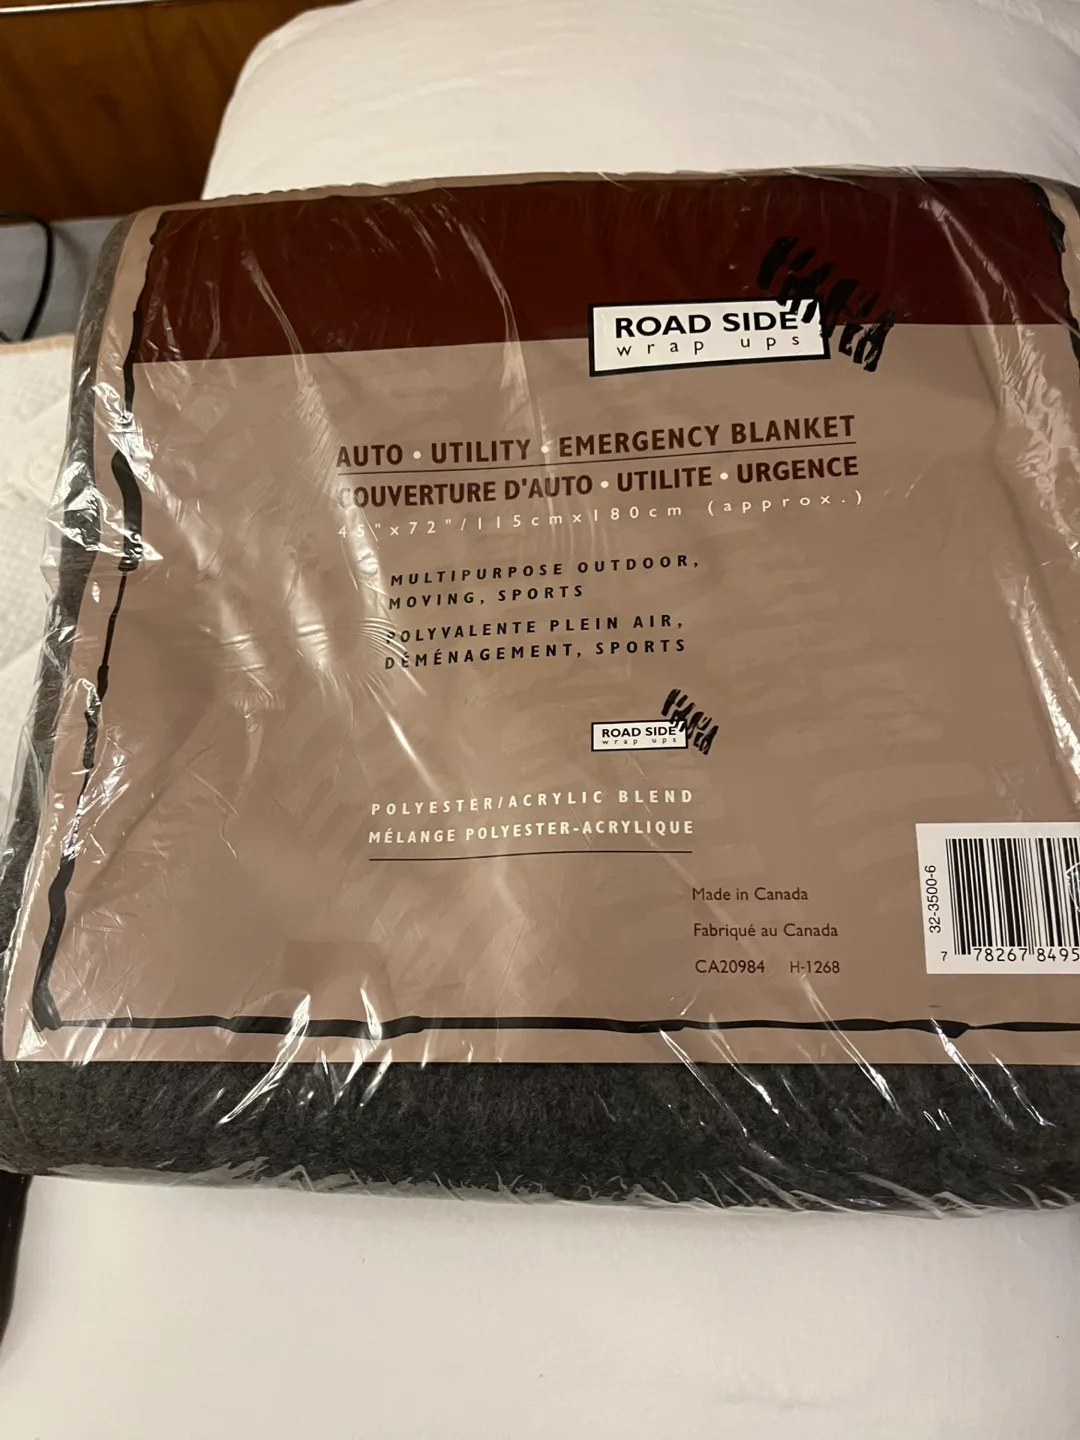 ROAD SIDE
wrap ups
AUTO • UTILITY • EMERGENCY BLANKET
COUVERTURE D'AUTO • UTILITE • URGENCE
45"x72"/115cmx180cm (approx.)
MULTIPURPOSE OUTDOOR,
MOVING, SPORTS
POLYVALENTE PLEIN AIR,
DÉMÉNAGEMENT, SPORTS
ROAD SIDE
wrap ups
POLYESTER/ACRYLIC BLEND
MÉLANGE POLYESTER-ACRYLIQUE
Made in Canada
Fabriqué au Canada
CA20984 H-1268
32-3500-6
7 78267 8495